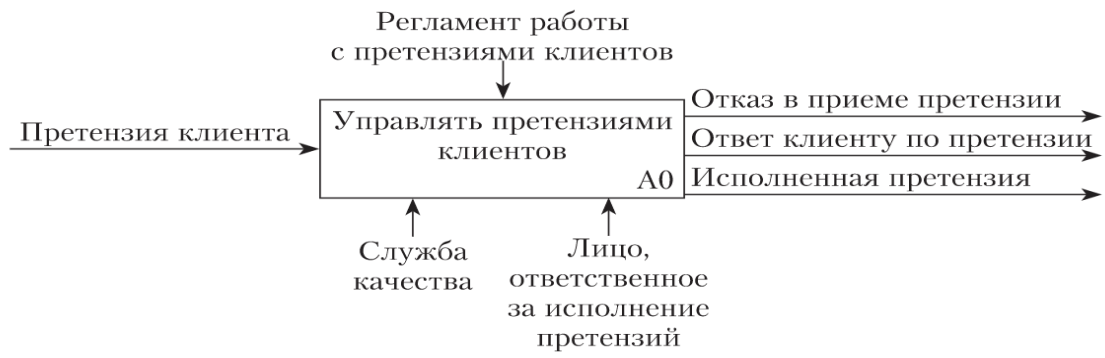 Регламент работы
с претензиями клиентов
Претензия клиента
Управлять претензиями
клиентов
А0
Отказ в приеме претензии
Ответ клиенту по претензии
Исполненная претензия
Служба
качества
Лицо,
ответственное
за исполнение
претензий